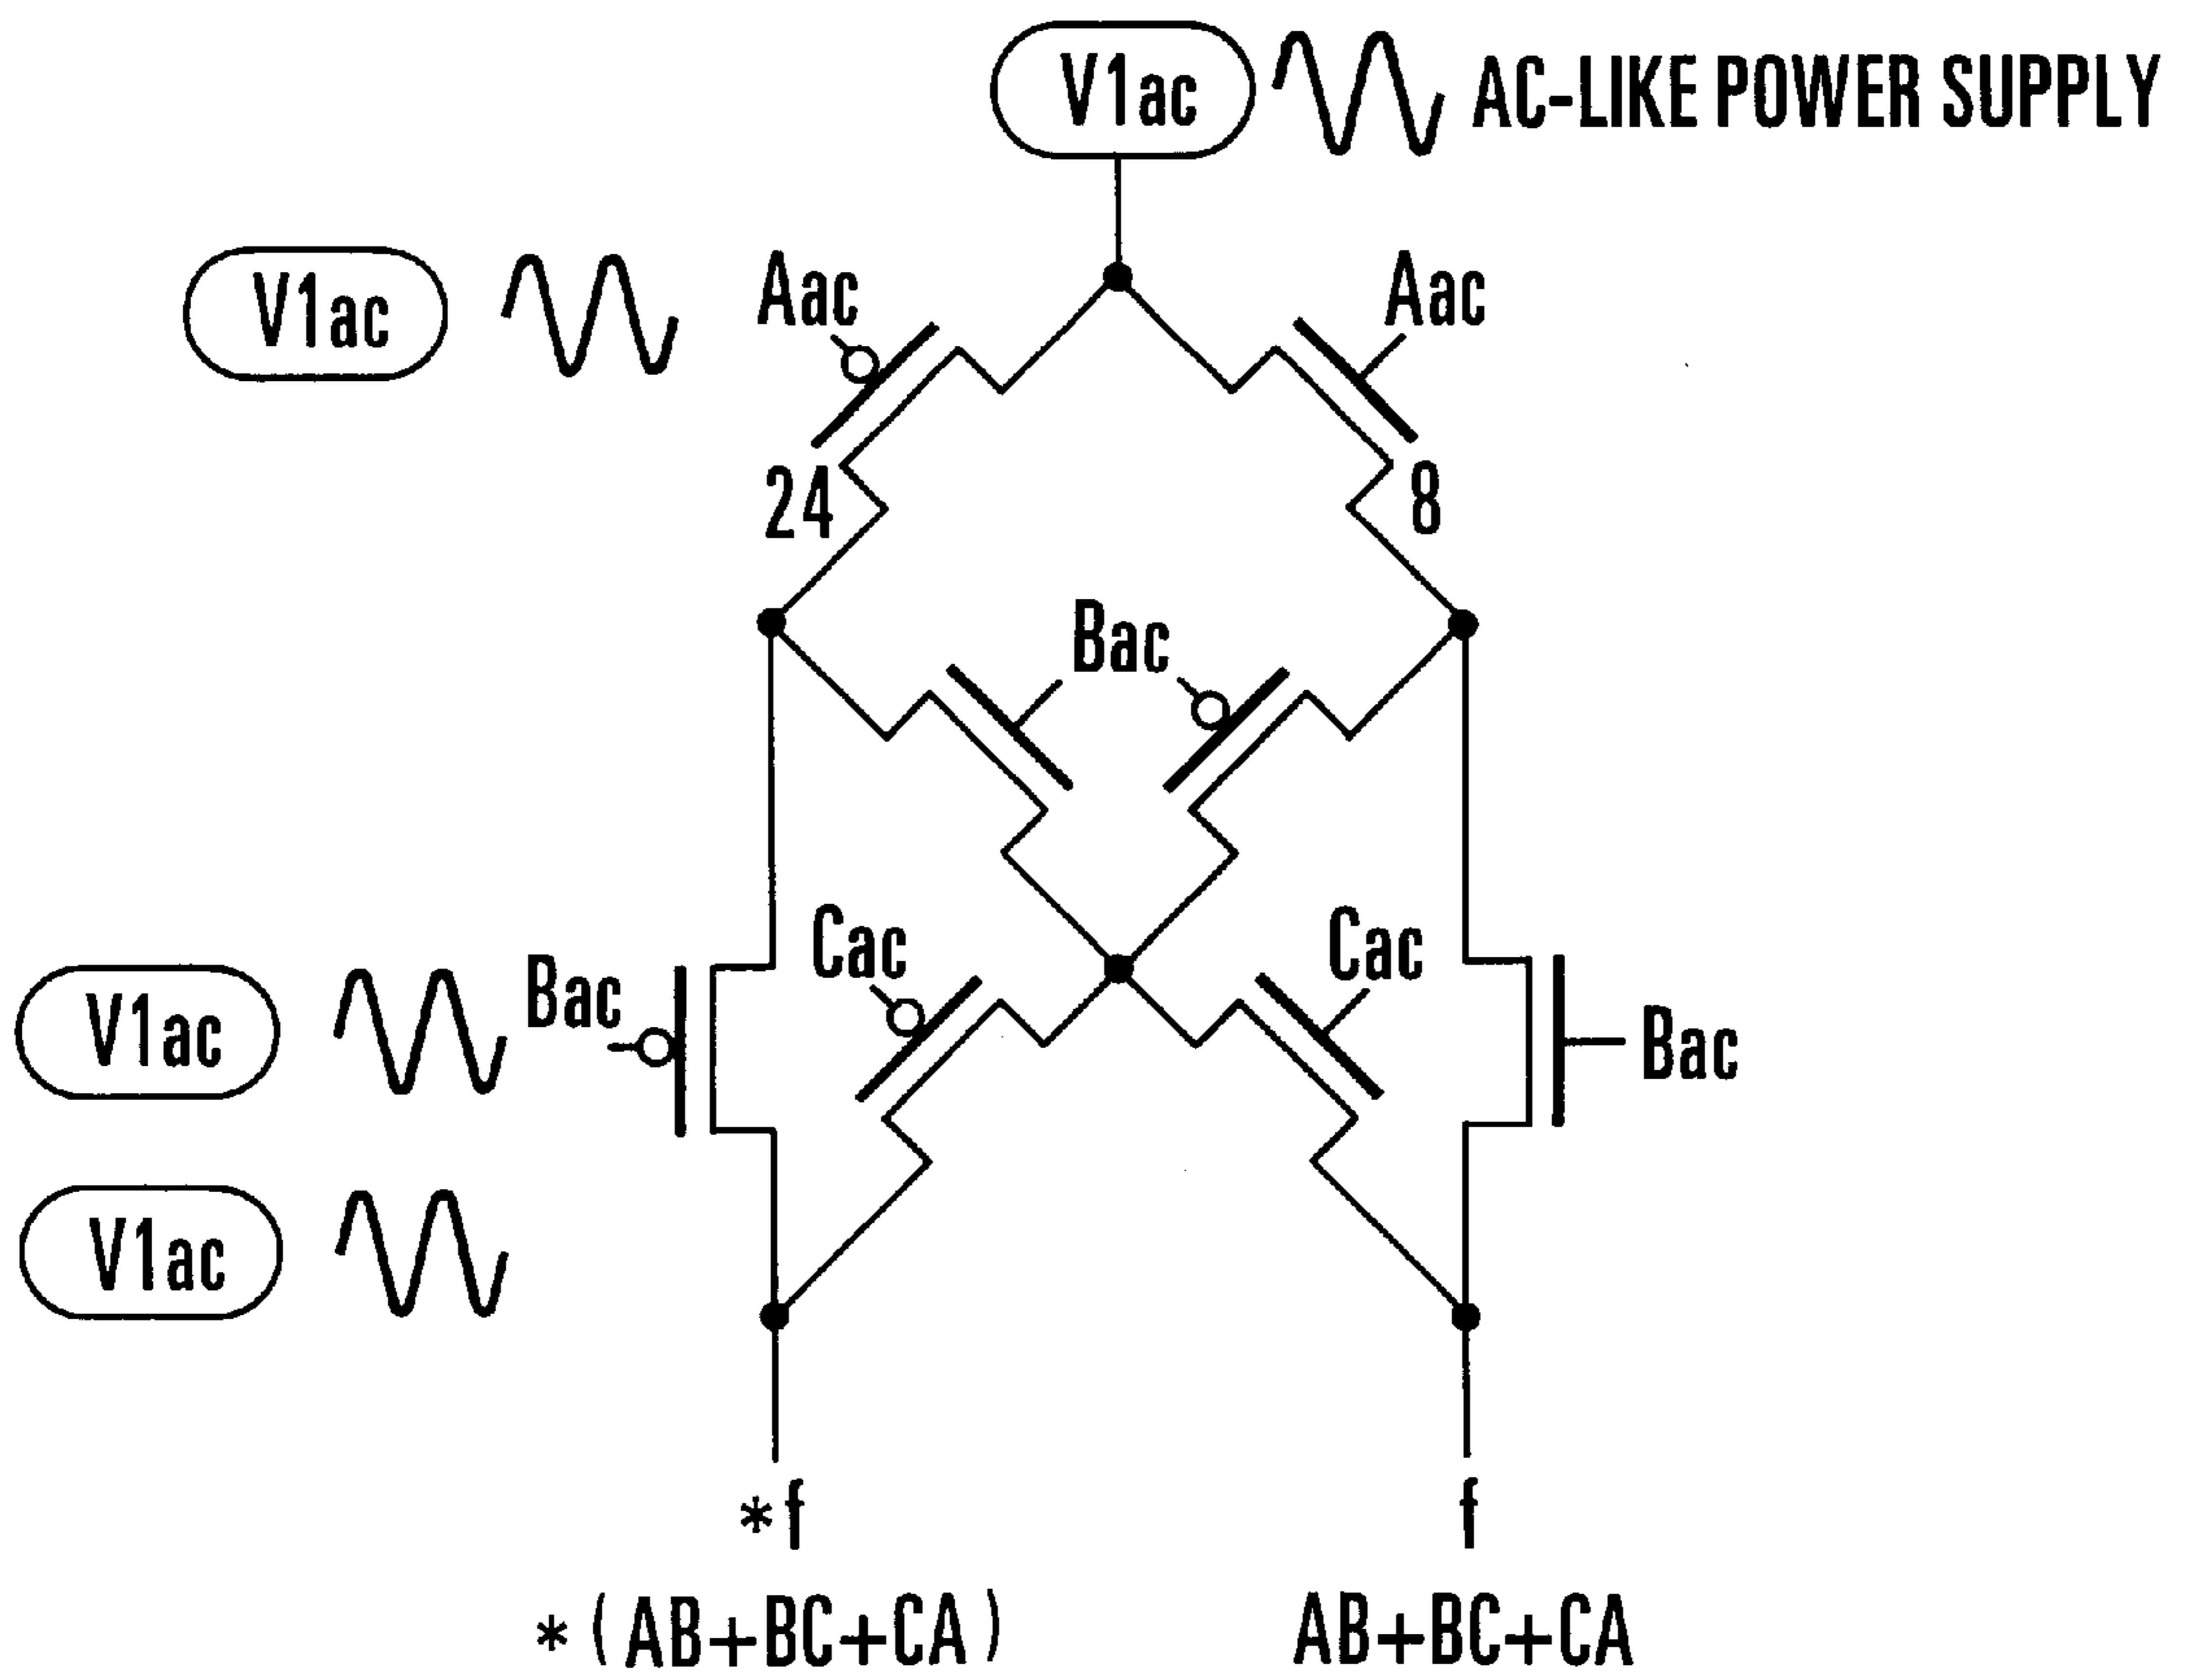 V1ac AC-LIKE POWER SUPPLY
V1ac Aac Aac
24 8
Bac
Cac Cac
V1ac Bac Bac
V1ac
*f f
*(AB+BC+CA) AB+BC+CA